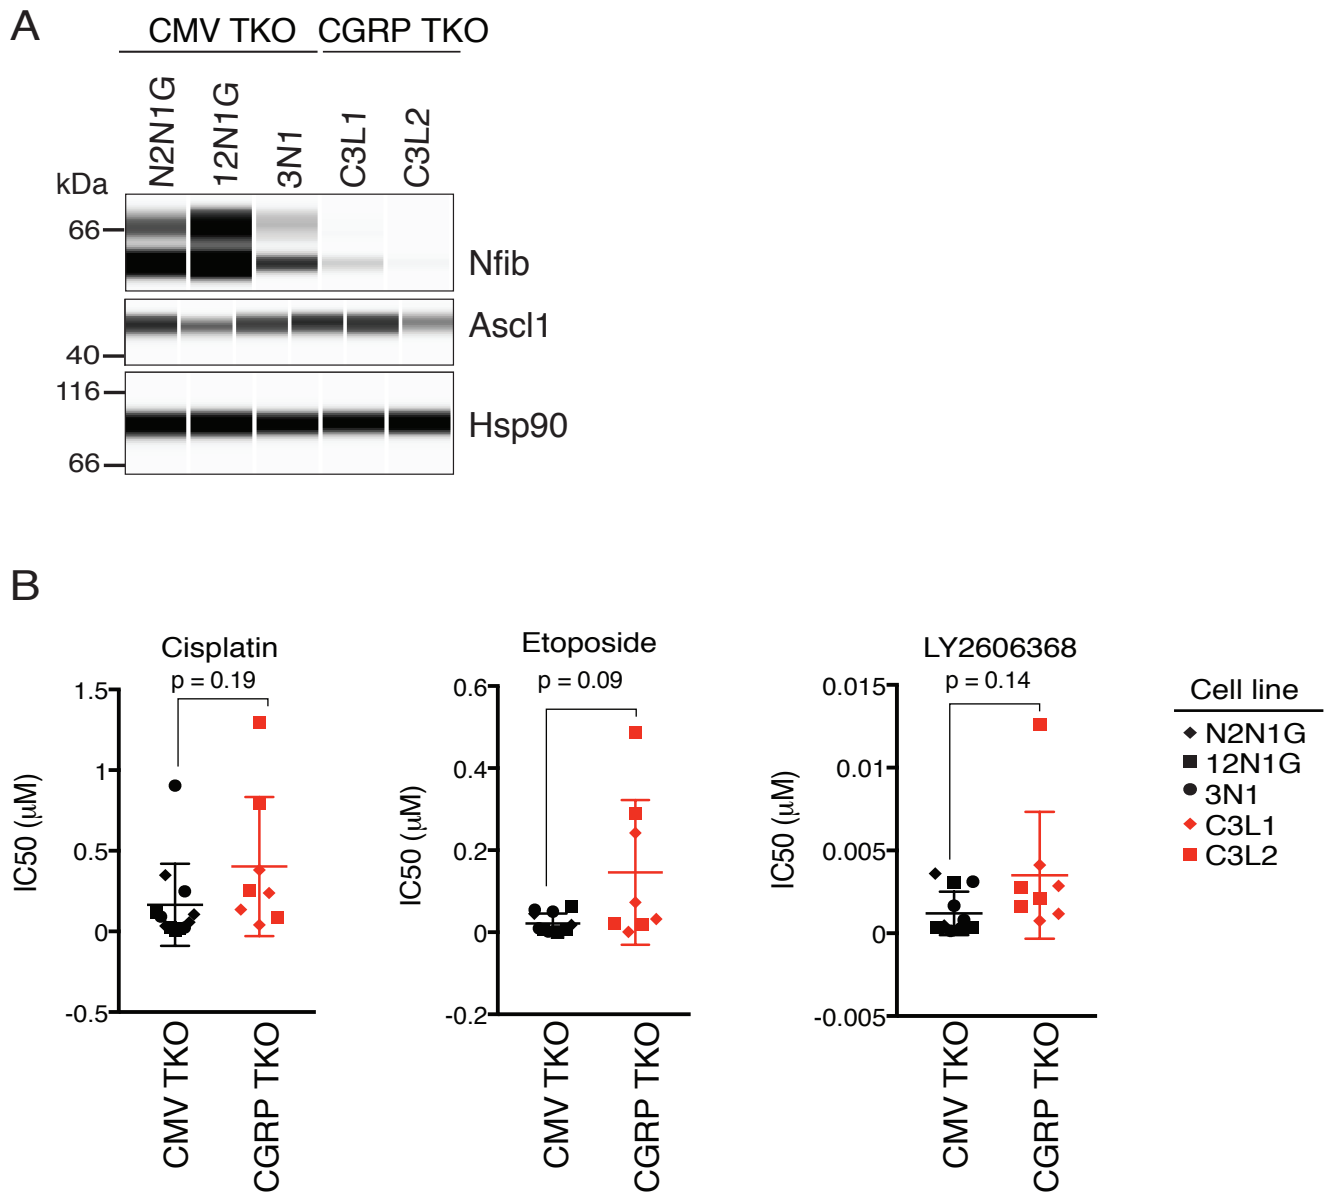 A
CMV TKO CGRP TKO
N2N1G 12N1G 3N1 C3L1 C3L2
kDa
66
Nfib
Ascl1
40
116
Hsp90
66
B
Cisplatin
p = 0.19
IC50 (μM)
1.5
1
0.5
0
-0.5
CMV TKO
CGRP TKO
Etoposide
p = 0.09
IC50 (μM)
0.6
0.4
0.2
0
-0.2
CMV TKO
CGRP TKO
LY2606368
p = 0.14
IC50 (μM)
0.015
0.01
0.005
0
-0.005
CMV TKO
CGRP TKO
Cell line
N2N1G
12N1G
3N1
C3L1
C3L2